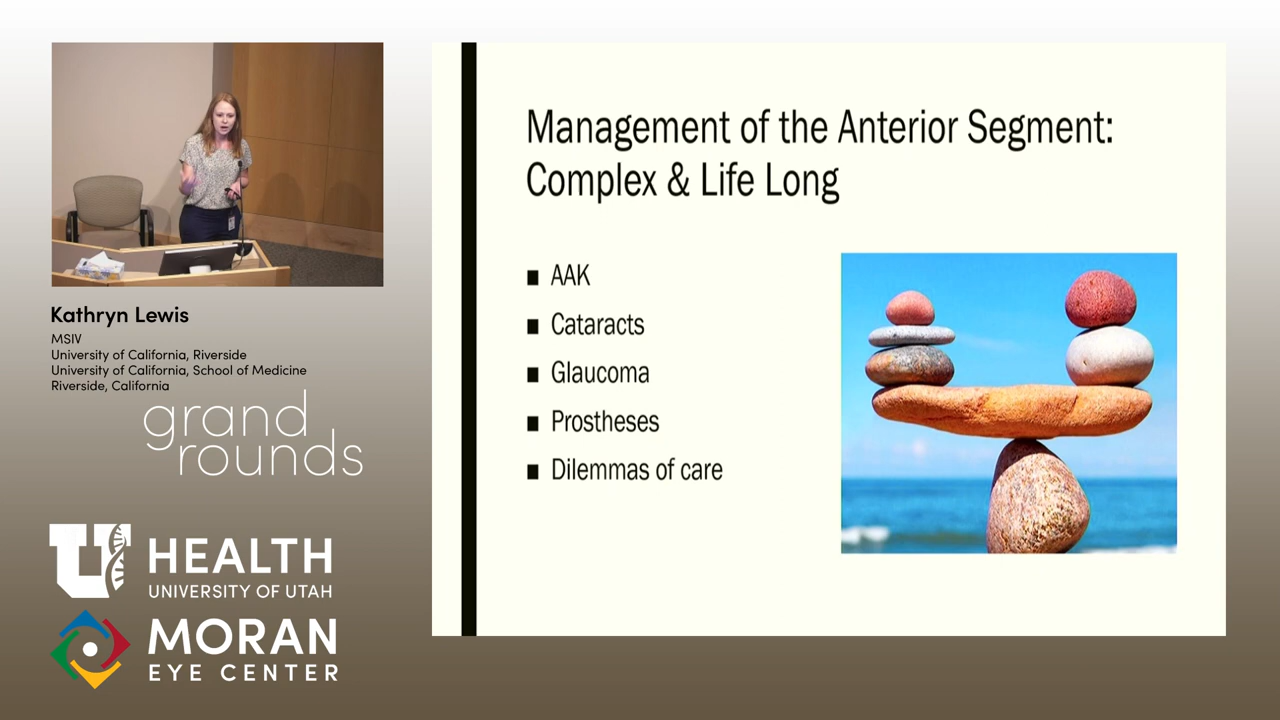 Kathryn Lewis
MSIV
University of California, Riverside
University of California, School of Medicine
Riverside, California
grand
rounds
U HEALTH
UNIVERSITY OF UTAH
MORAN
EYE CENTER
Management of the Anterior Segment:
Complex & Life Long
■ AAK
■ Cataracts
■ Glaucoma
■ Prostheses
■ Dilemmas of care